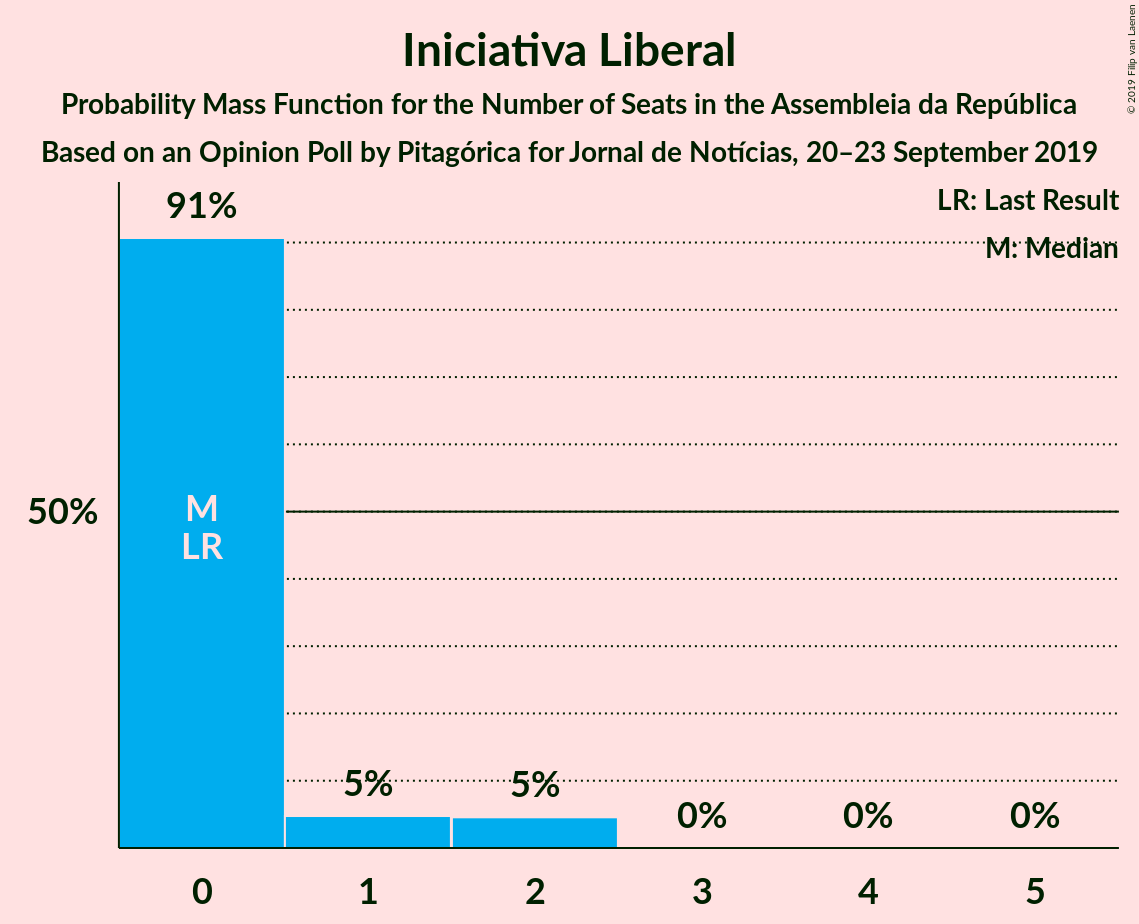 Iniciativa Liberal
Probability Mass Function for the Number of Seats in the Assembleia da República
Based on an Opinion Poll by Pitagórica for Jornal de Notícias, 20–23 September 2019
© 2019 Filip van Laenen
LR: Last Result
M: Median
91%
50%
M
LR
5%
5%
0%
0%
0%
0
1
2
3
4
5